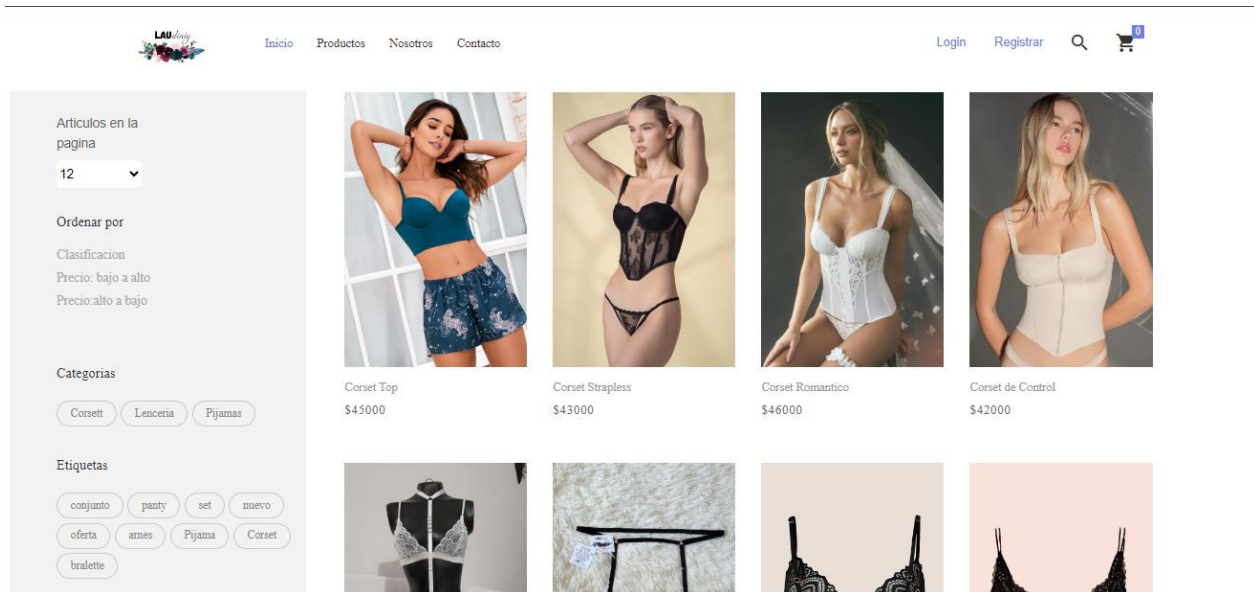 LAUdinig
Inicio Productos Nosotros Contacto
Login Registrar 0
Articulos en la
pagina
12
Ordenar por
Clasificacion
Precio: bajo a alto
Precio:alto a bajo
Categorias
Corsett Lenceria Pijamas
Etiquetas
conjunto panty set nuevo
oferta arnes Pijama Corset
bralette
Corset Top
$45000
Corset Strapless
$43000
Corset Romantico
$46000
Corset de Control
$42000